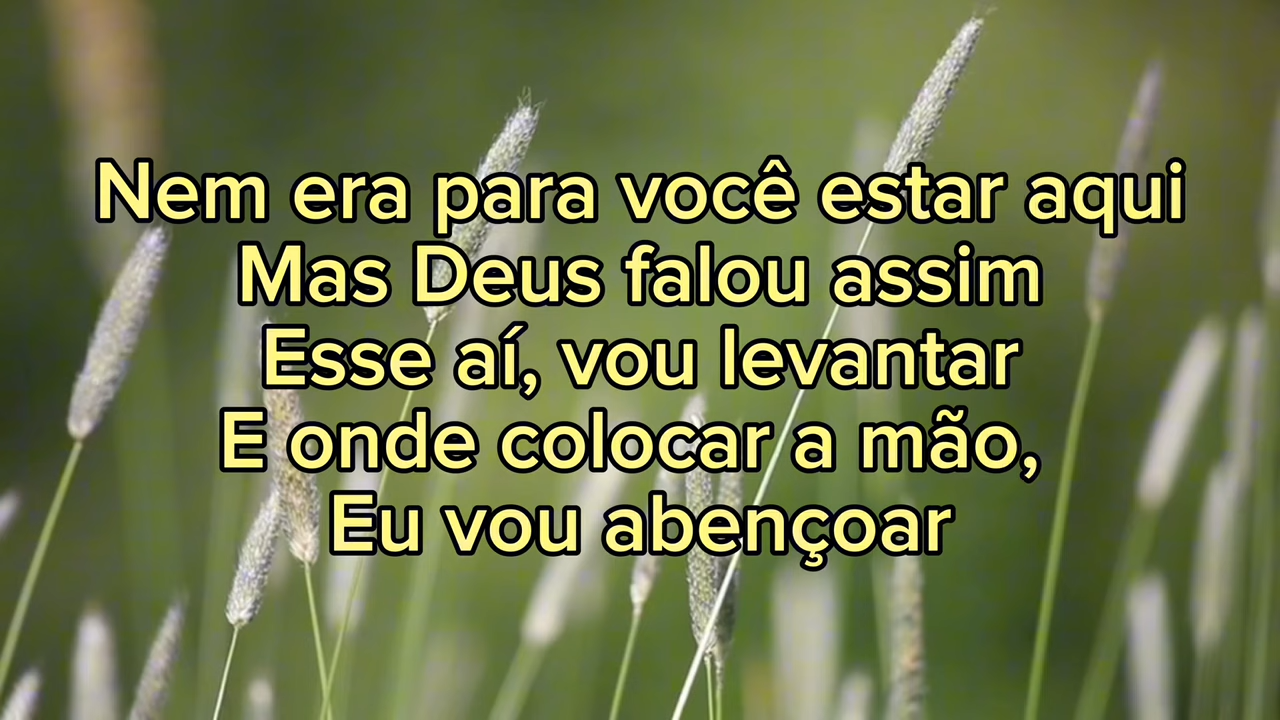 Nem era para você estar aqui
Mas Deus falou assim
Esse aí, vou levantar
E onde colocar a mão,
Eu vou abençoar